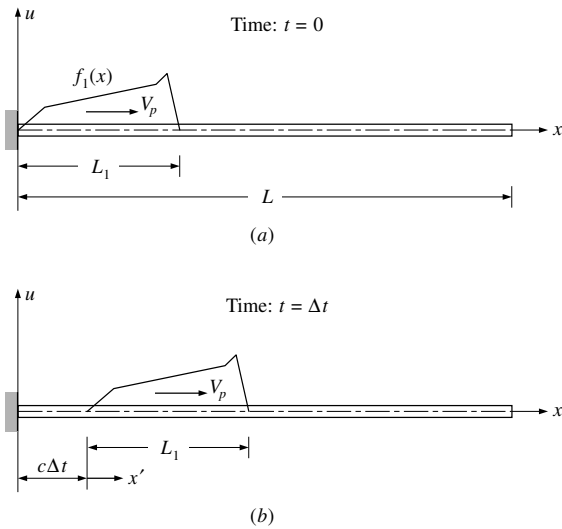 u
Time: t = 0
f₁(x)
Vₚ
x
L₁
L
(a)
u
Time: t = Δt
Vₚ
x
L₁
cΔt
x′
(b)